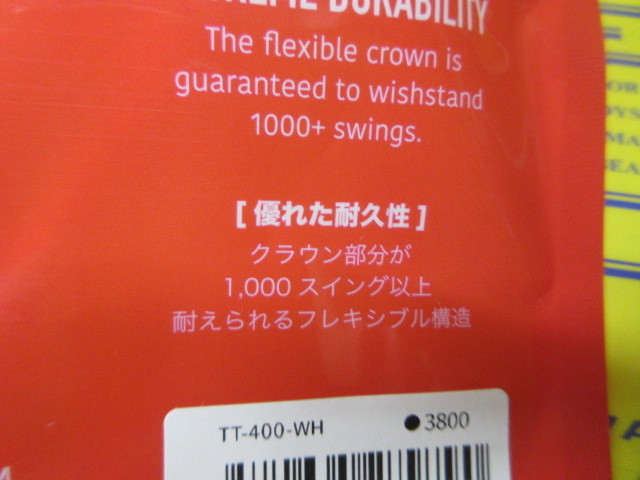 DURABILITY
The flexible crown is
guaranteed to wishstand
1000+ swings.
[ 優れた耐久性 ]
クラウン部分が
1,000 スイング以上
耐えられるフレキシブル構造
TT-400-WH ●3800